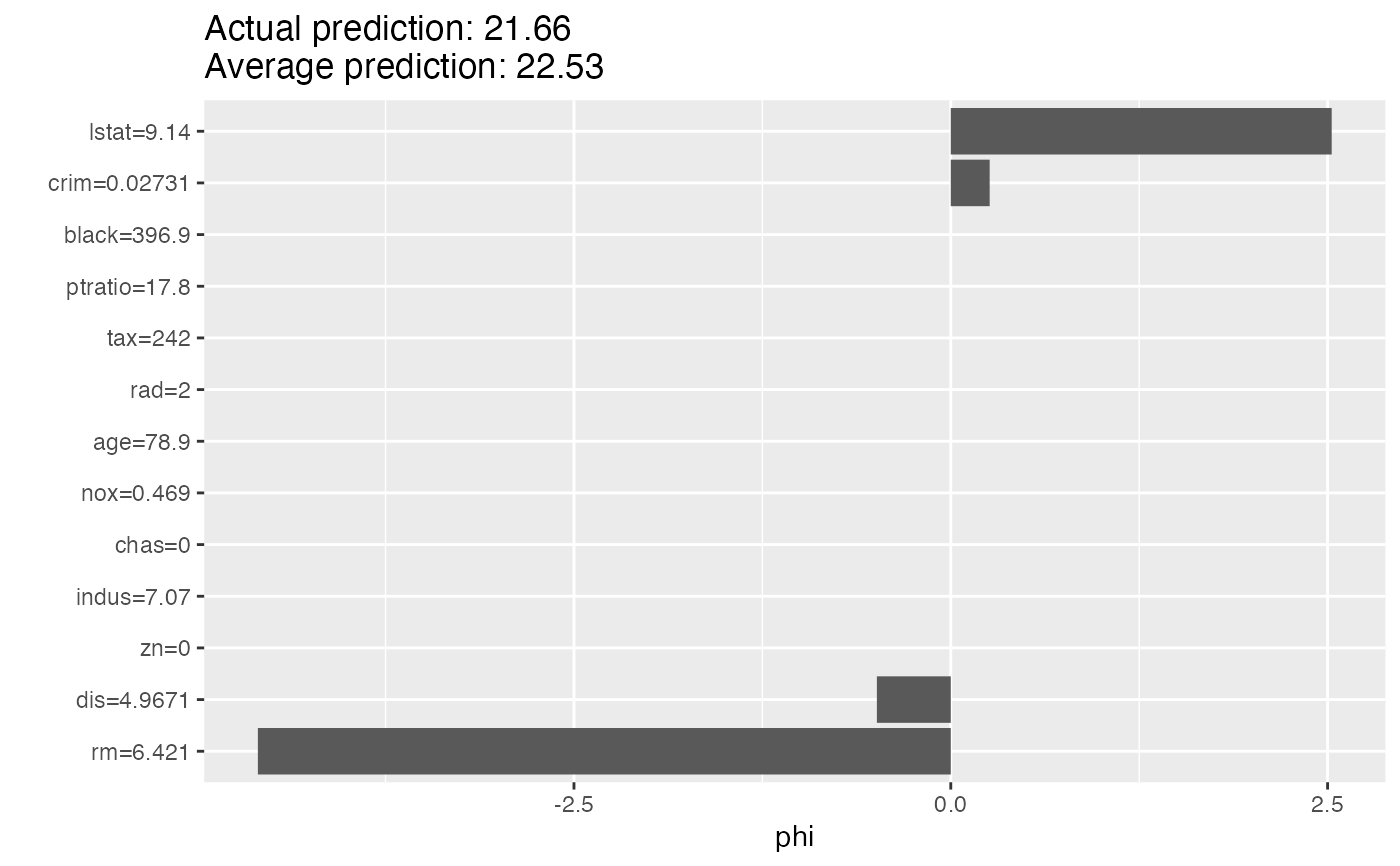 Actual prediction: 21.66
Average prediction: 22.53
lstat=9.14
crim=0.02731
black=396.9
ptratio=17.8
tax=242
rad=2
age=78.9
nox=0.469
chas=0
indus=7.07
zn=0
dis=4.9671
rm=6.421
-2.5 0.0 2.5
phi